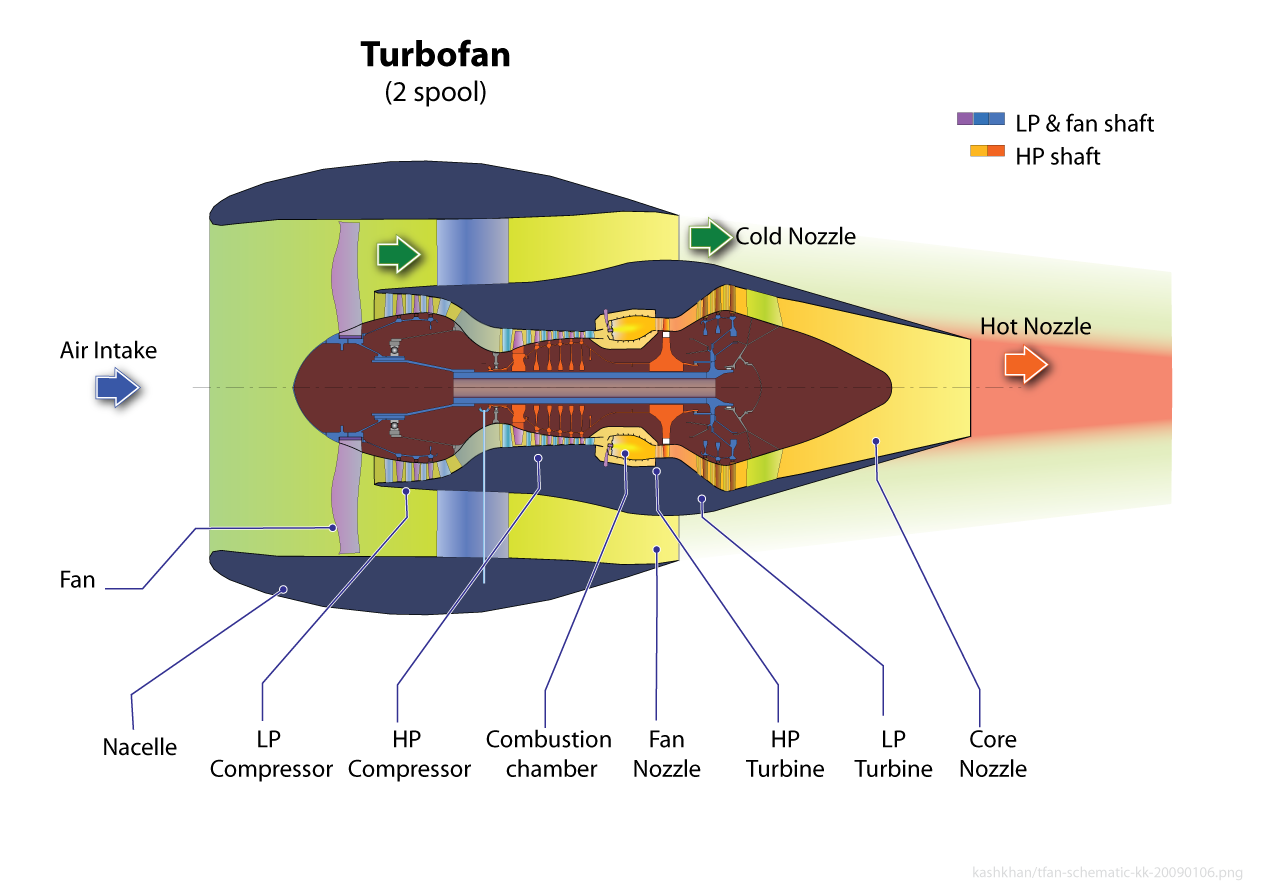 Turbofan
(2 spool)
LP & fan shaft
HP shaft
Cold Nozzle
Hot Nozzle
Air Intake
Fan
Nacelle
LP
Compressor
HP
Compressor
Combustion
chamber
Fan
Nozzle
HP
Turbine
LP
Turbine
Core
Nozzle
kashkhan/tfan-schematic-kk-20090106.png